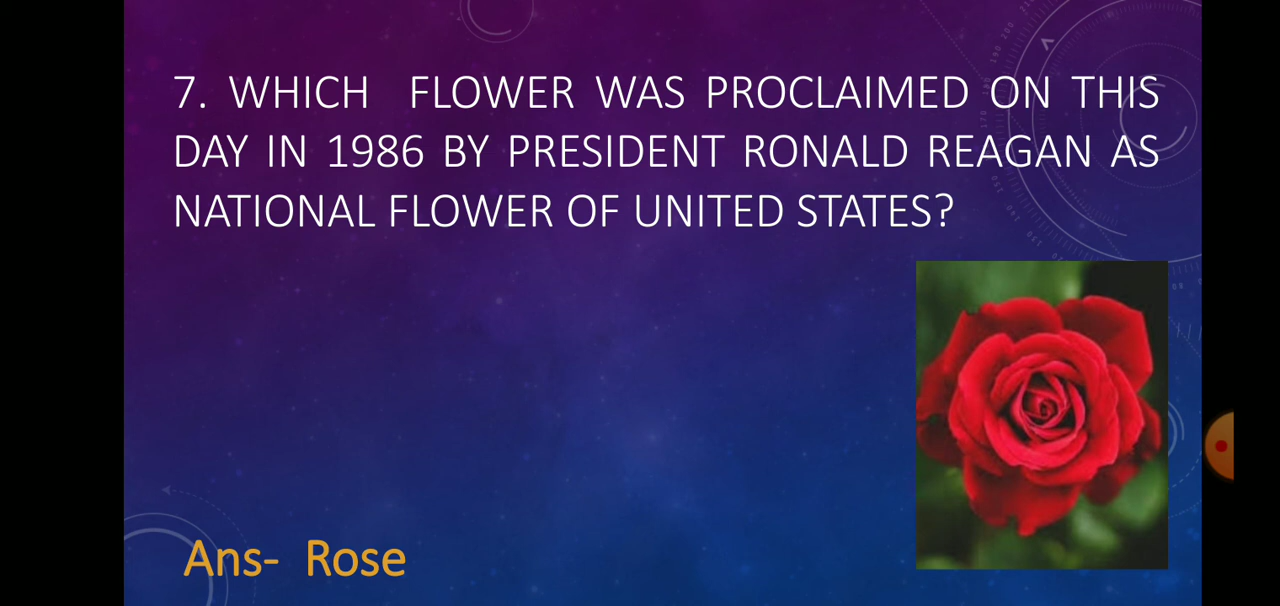 7. WHICH FLOWER WAS PROCLAIMED ON THIS
DAY IN 1986 BY PRESIDENT RONALD REAGAN AS
NATIONAL FLOWER OF UNITED STATES?
Ans- Rose